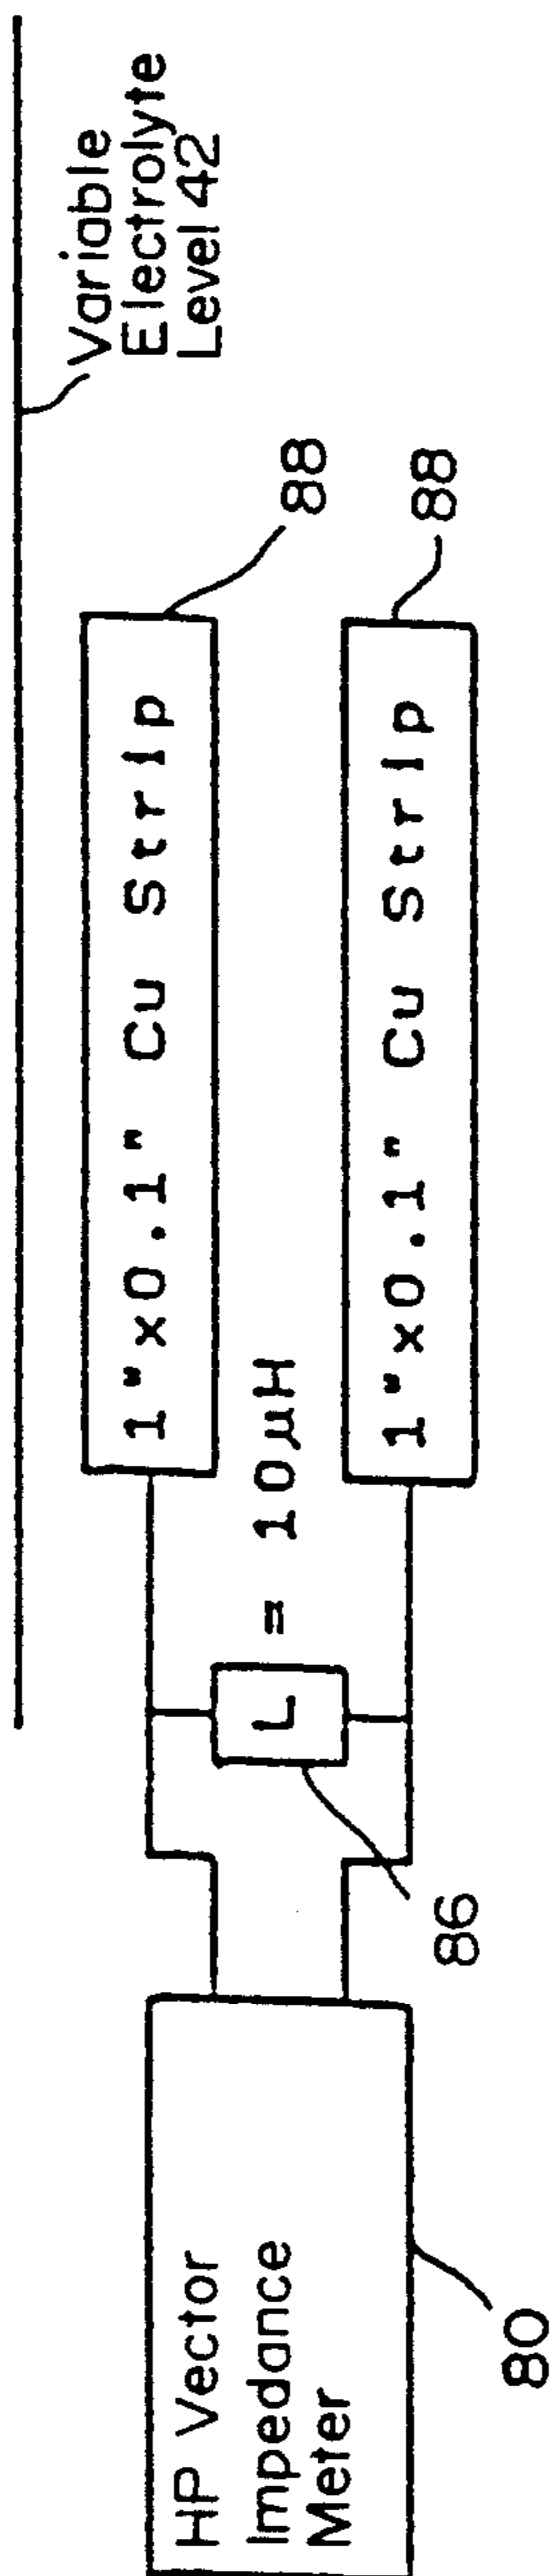 Variable
Electrolyte
Level 42
88
1"x0.1" Cu Strip
L = 10μH
86
1"x0.1" Cu Strip
88
HP Vector
Impedance
Meter
80